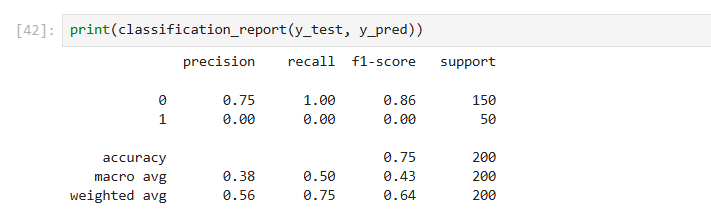 [42]: print(classification_report(y_test, y_pred))
precision recall f1-score support
0 0.75 1.00 0.86 150
1 0.00 0.00 0.00 50
accuracy 0.75 200
macro avg 0.38 0.50 0.43 200
weighted avg 0.56 0.75 0.64 200